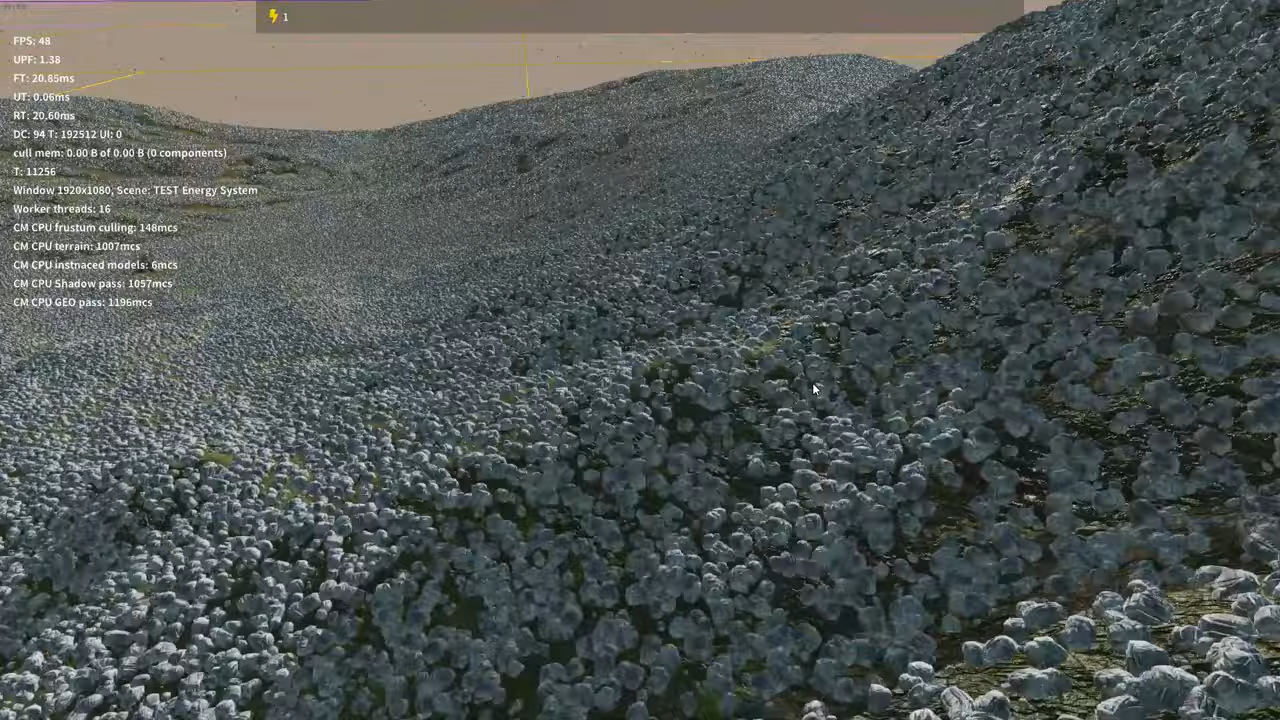 1
FPS: 48
UPF: 1.38
FT: 20.85ms
UT: 0.06ms
RT: 20.60ms
DC: 94 T: 192512 UI: 0
cull mem: 0.00 B of 0.00 B (0 components)
T: 11256
Window 1920x1080, Scene: TEST Energy System
Worker threads: 16
CM CPU frustum culling: 148mcs
CM CPU terrain: 1007mcs
CM CPU instnaced models: 6mcs
CM CPU Shadow pass: 1057mcs
CM CPU GEO pass: 1196mcs